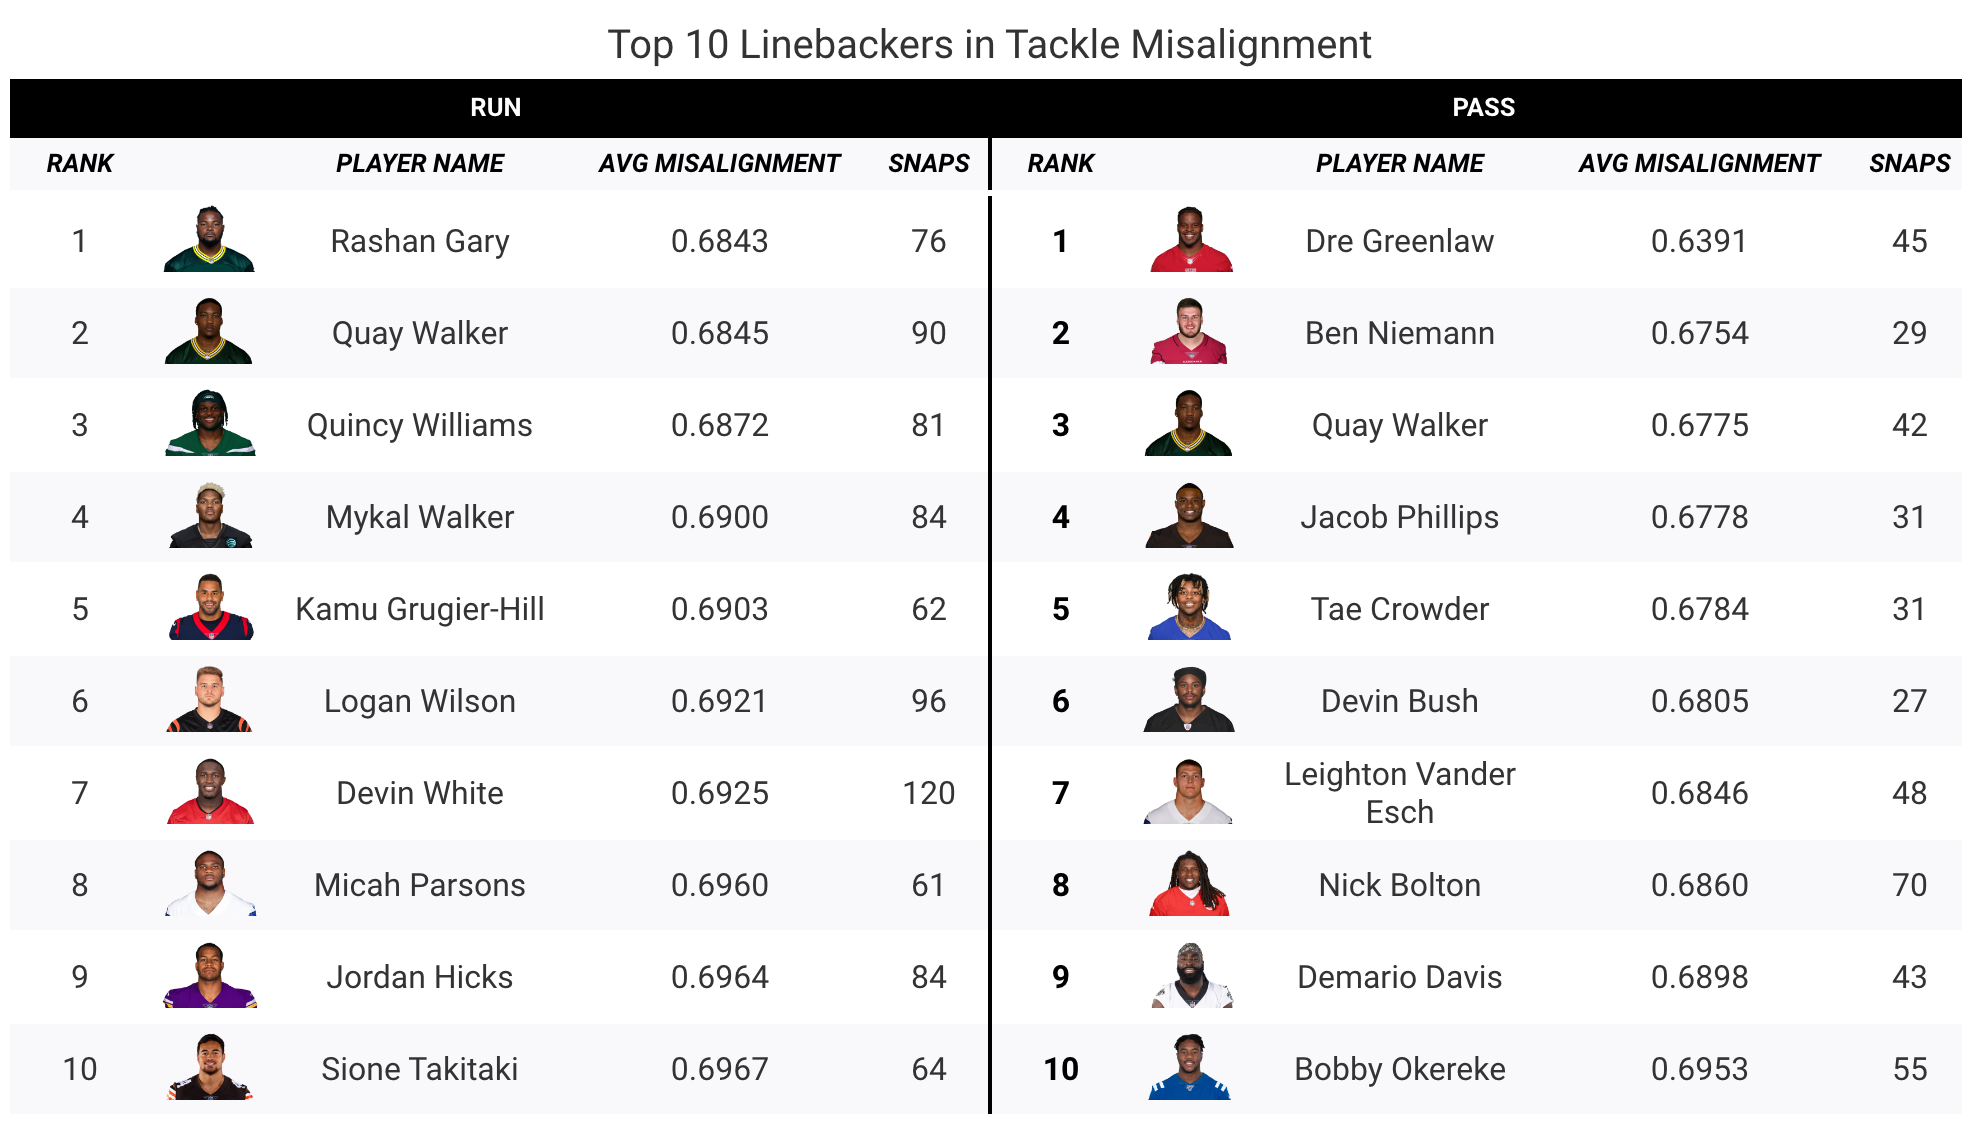 Top 10 Linebackers in Tackle Misalignment
RUN PASS
RANK PLAYER NAME AVG MISALIGNMENT SNAPS RANK PLAYER NAME AVG MISALIGNMENT SNAPS
1 Rashan Gary 0.6843 76 1 Dre Greenlaw 0.6391 45
2 Quay Walker 0.6845 90 2 Ben Niemann 0.6754 29
3 Quincy Williams 0.6872 81 3 Quay Walker 0.6775 42
4 Mykal Walker 0.6900 84 4 Jacob Phillips 0.6778 31
5 Kamu Grugier-Hill 0.6903 62 5 Tae Crowder 0.6784 31
6 Logan Wilson 0.6921 96 6 Devin Bush 0.6805 27
7 Devin White 0.6925 120 7 Leighton Vander Esch 0.6846 48
8 Micah Parsons 0.6960 61 8 Nick Bolton 0.6860 70
9 Jordan Hicks 0.6964 84 9 Demario Davis 0.6898 43
10 Sione Takitaki 0.6967 64 10 Bobby Okereke 0.6953 55